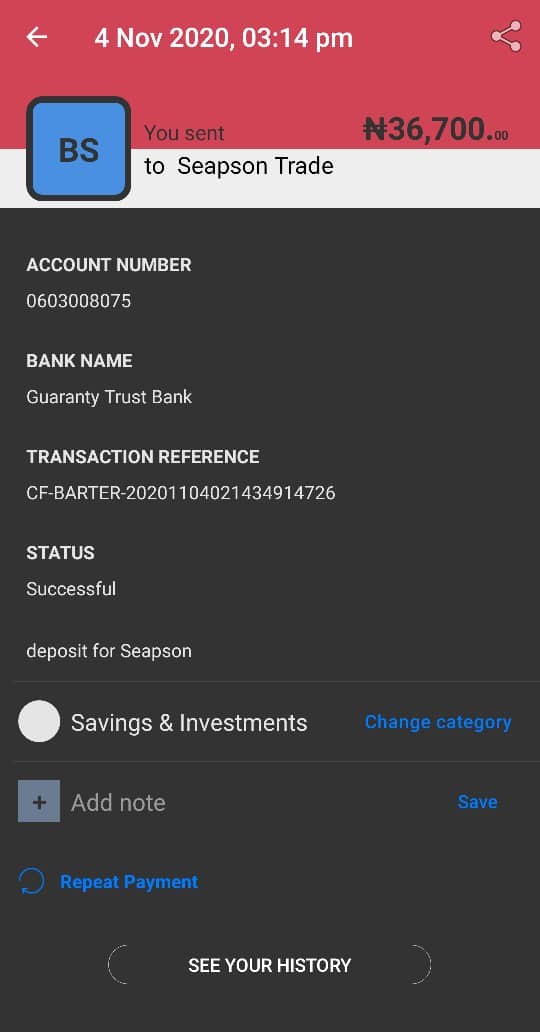 4 Nov 2020, 03:14 pm
BS
You sent
₦36,700.00
to Seapson Trade
ACCOUNT NUMBER
0603008075
BANK NAME
Guaranty Trust Bank
TRANSACTION REFERENCE
CF-BARTER-20201104021434914726
STATUS
Successful
deposit for Seapson
Savings & Investments
Change category
+
Add note
Save
Repeat Payment
SEE YOUR HISTORY